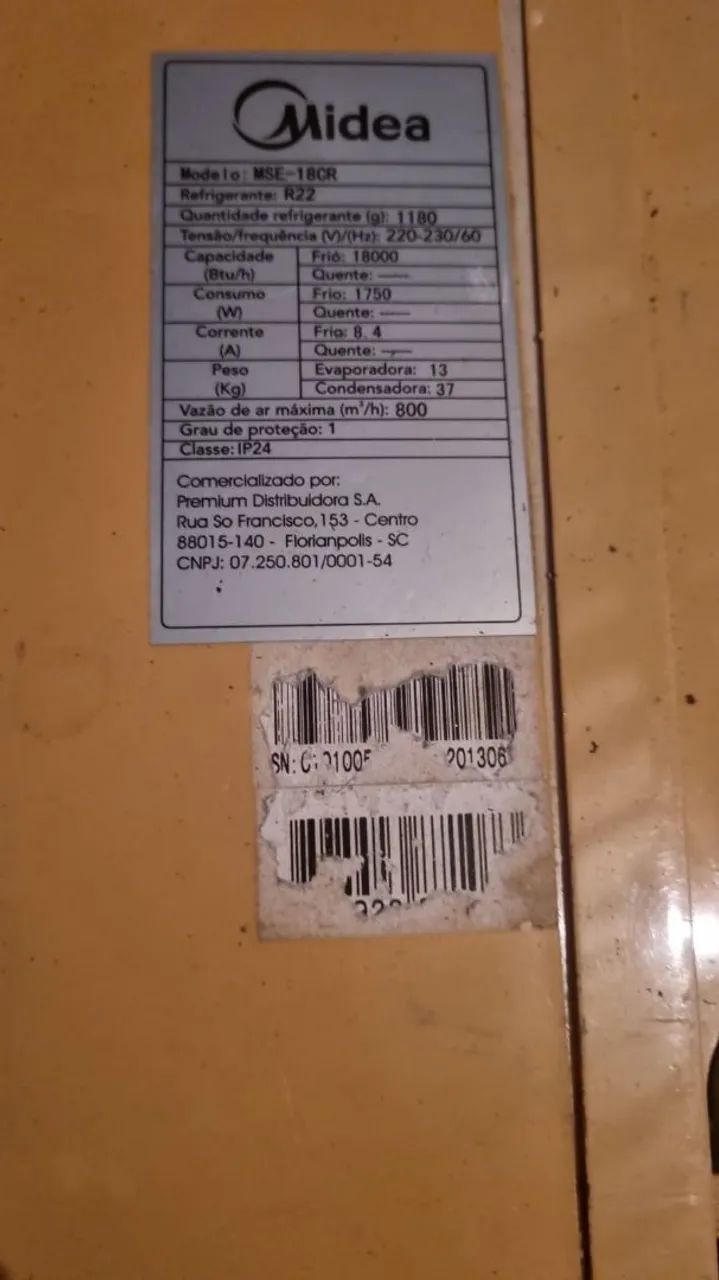 Midea
Modelo: MSE-18CR
Refrigerante: R22
Quantidade refrigerante (g): 1180
Tensão/frequência (V)/(Hz): 220-230/60
Capacidade (Btu/h) Frio: 18000
Quente: ——
Consumo (W) Frio: 1750
Quente: ——
Corrente (A) Frio: 8.4
Quente: ——
Peso (Kg) Evaporadora: 13
Condensadora: 37
Vazão de ar máxima (m³/h): 800
Grau de proteção: 1
Classe: IP24
Comercializado por:
Premium Distribuidora S.A.
Rua So Francisco, 153 - Centro
88015-140 - Florianpolis - SC
CNPJ: 07.250.801/0001-54
SN: